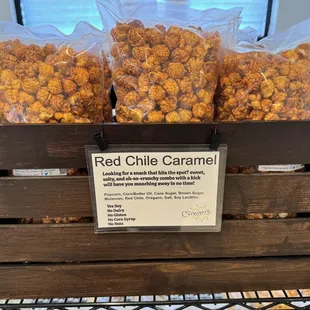 Red Chile Caramel
Looking for a snack that hits the spot? sweet,
salty, and oh-so-crunchy combo with a kick
will have you munching away in no time!
Popcorn, Corn/Butter Oil, Cane Sugar, Brown Sugar,
Molasses, Red Chile, Oregano, Salt, Soy Lecithin.
Yes Soy
No Dairy
No Gluten
No Corn Syrup
No Nuts